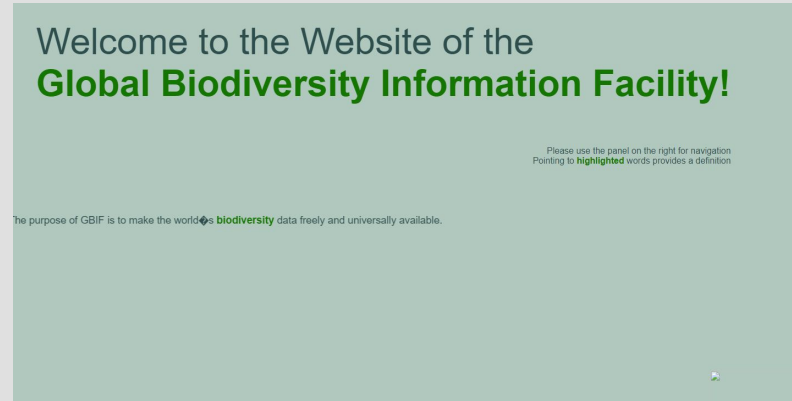 Welcome to the Website of the
Global Biodiversity Information Facility!
Please use the panel on the right for navigation
Pointing to highlighted words provides a definition
The purpose of GBIF is to make the world�s biodiversity data freely and universally available.